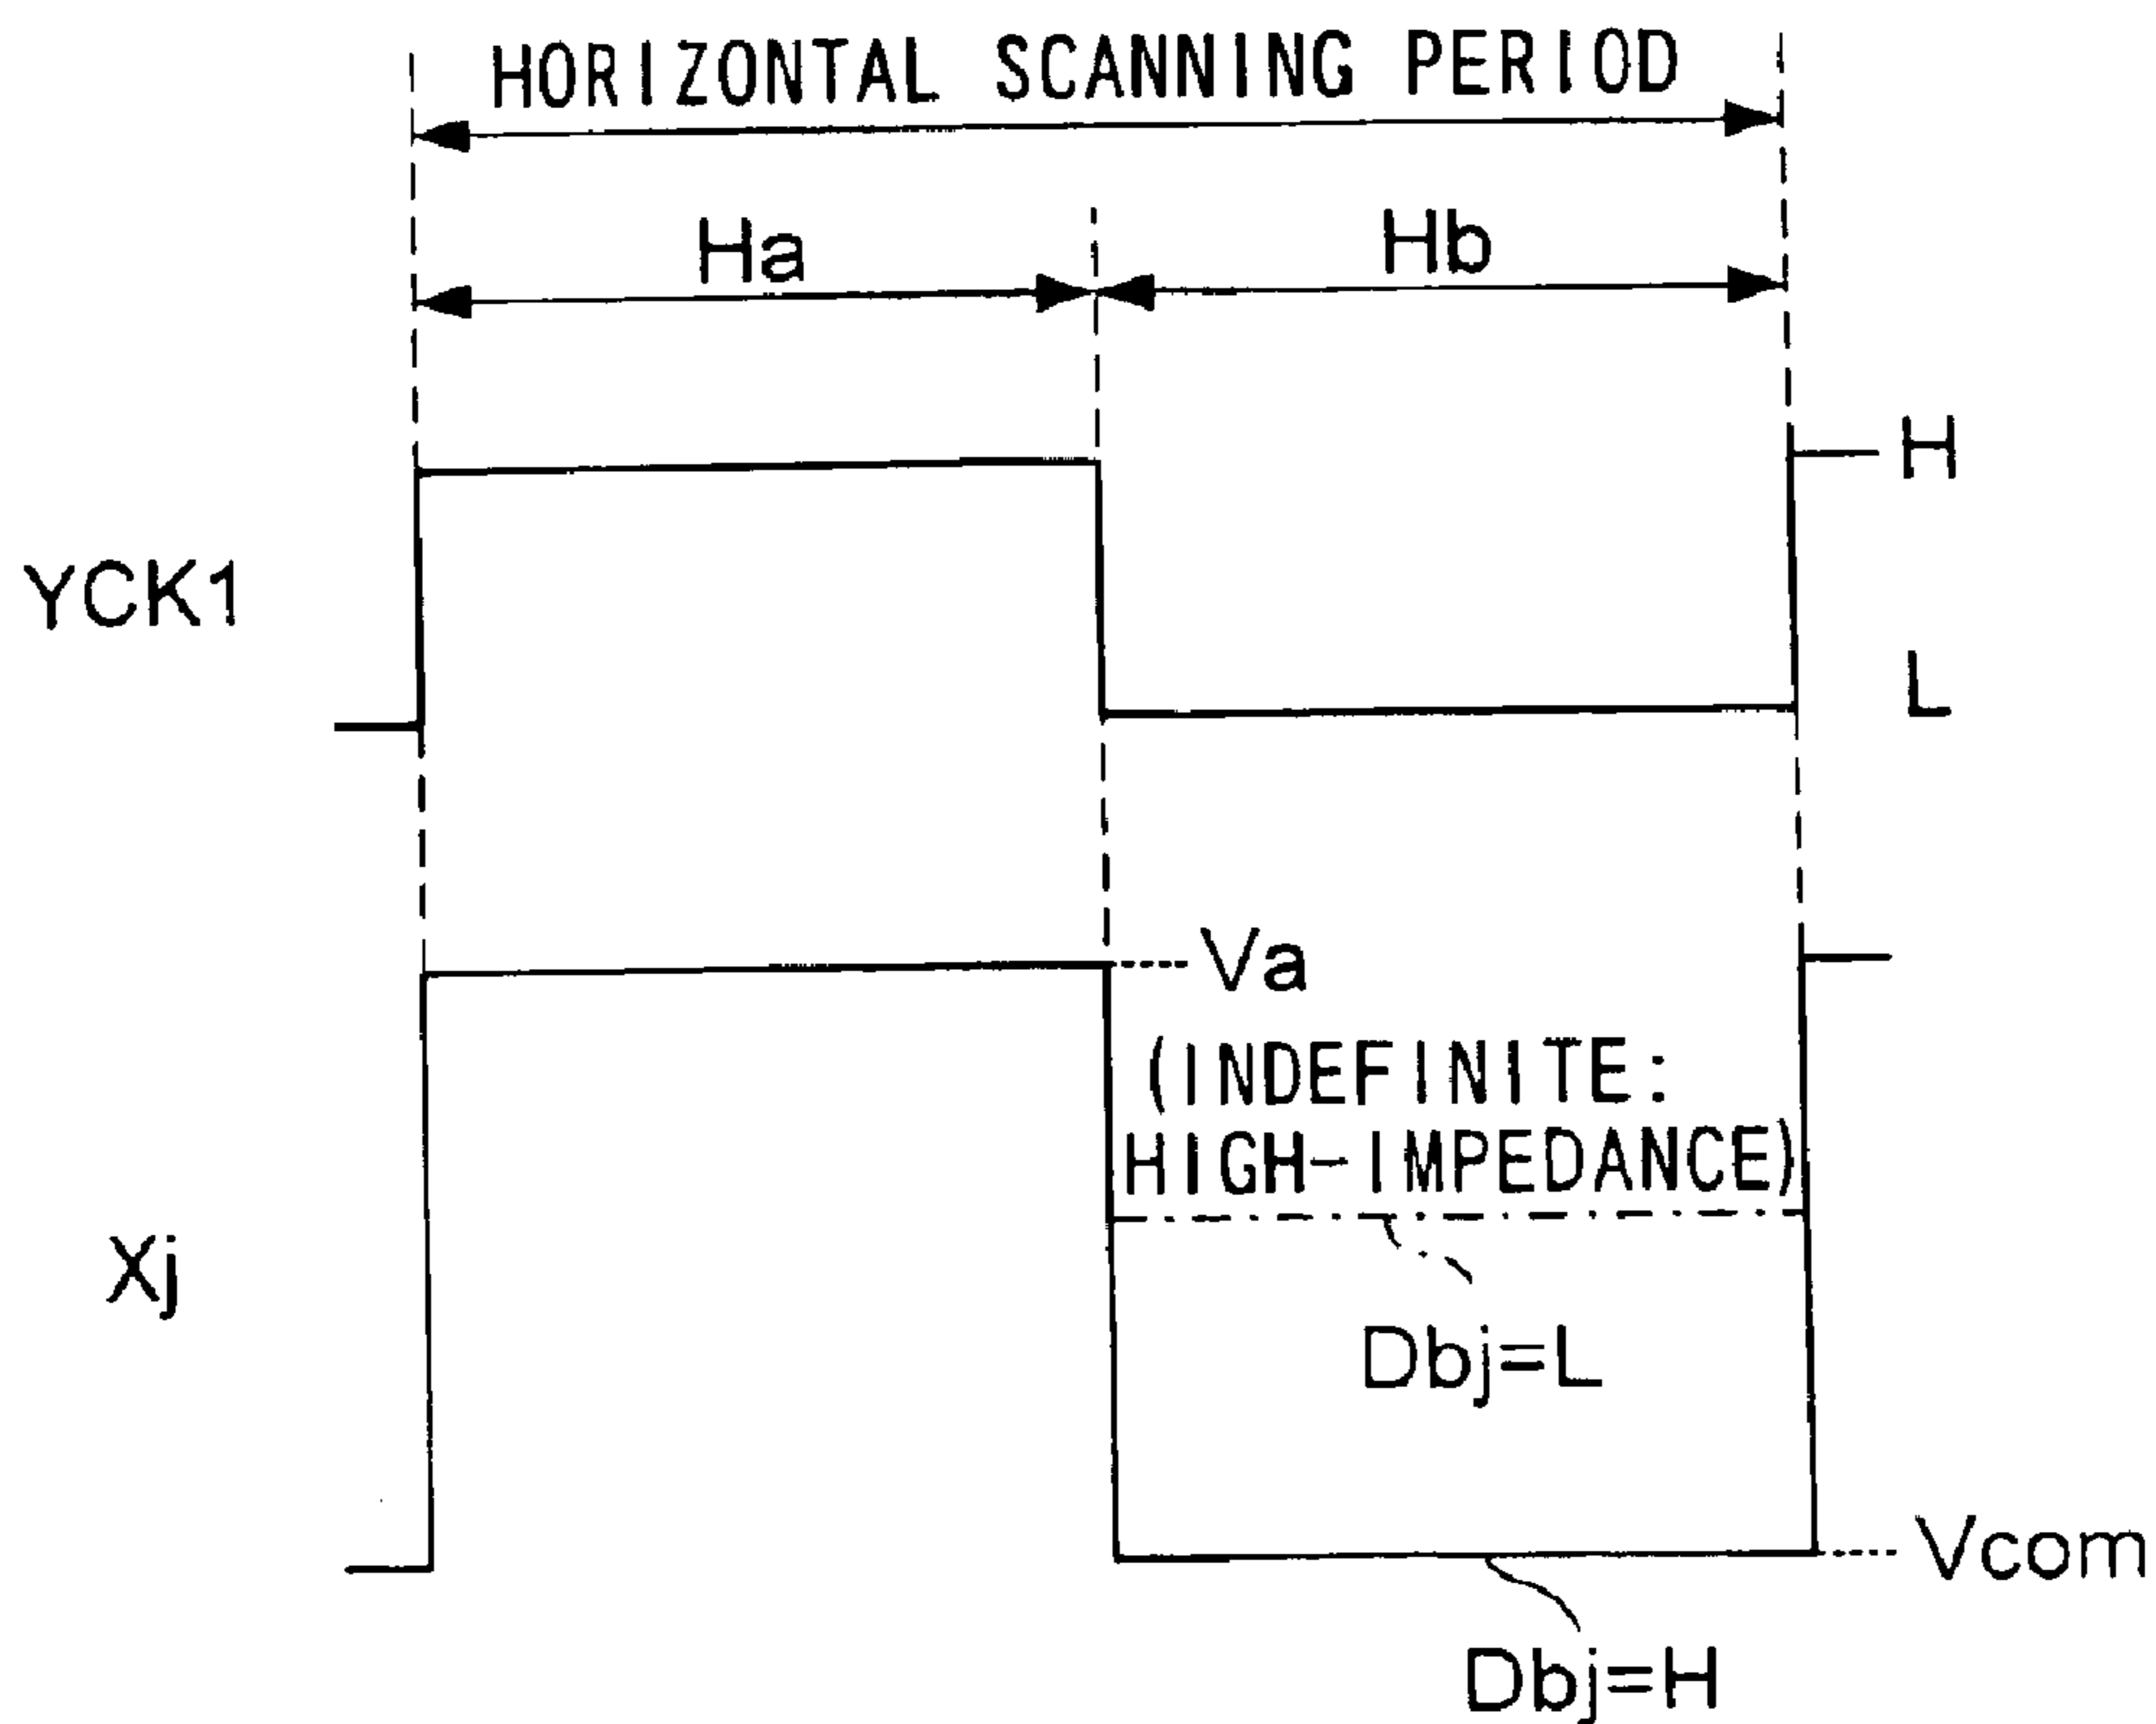 HORIZONTAL SCANNING PERIOD
Ha
Hb
H
YCK1
L
Va
(INDEFINITE:
HIGH-IMPEDANCE)
Xj
Dbj=L
Vcom
Dbj=H